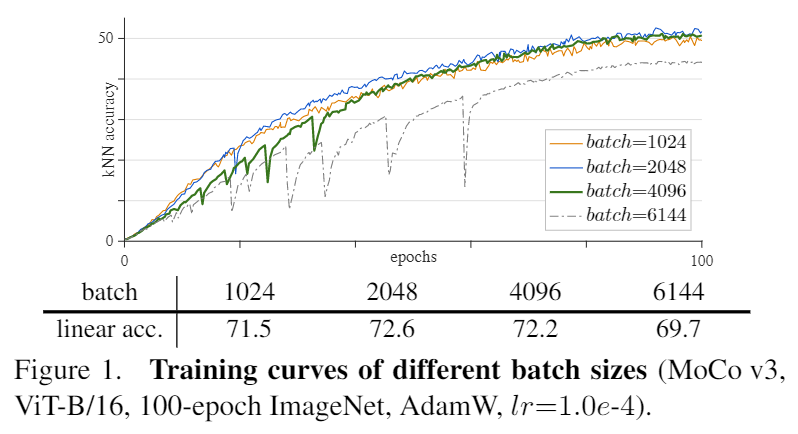 50
kNN accuracy
0
0
epochs
100
batch=1024
batch=2048
batch=4096
batch=6144
batch 1024 2048 4096 6144
linear acc. 71.5 72.6 72.2 69.7
Figure 1. Training curves of different batch sizes (MoCo v3,
ViT-B/16, 100-epoch ImageNet, AdamW, lr=1.0e-4).